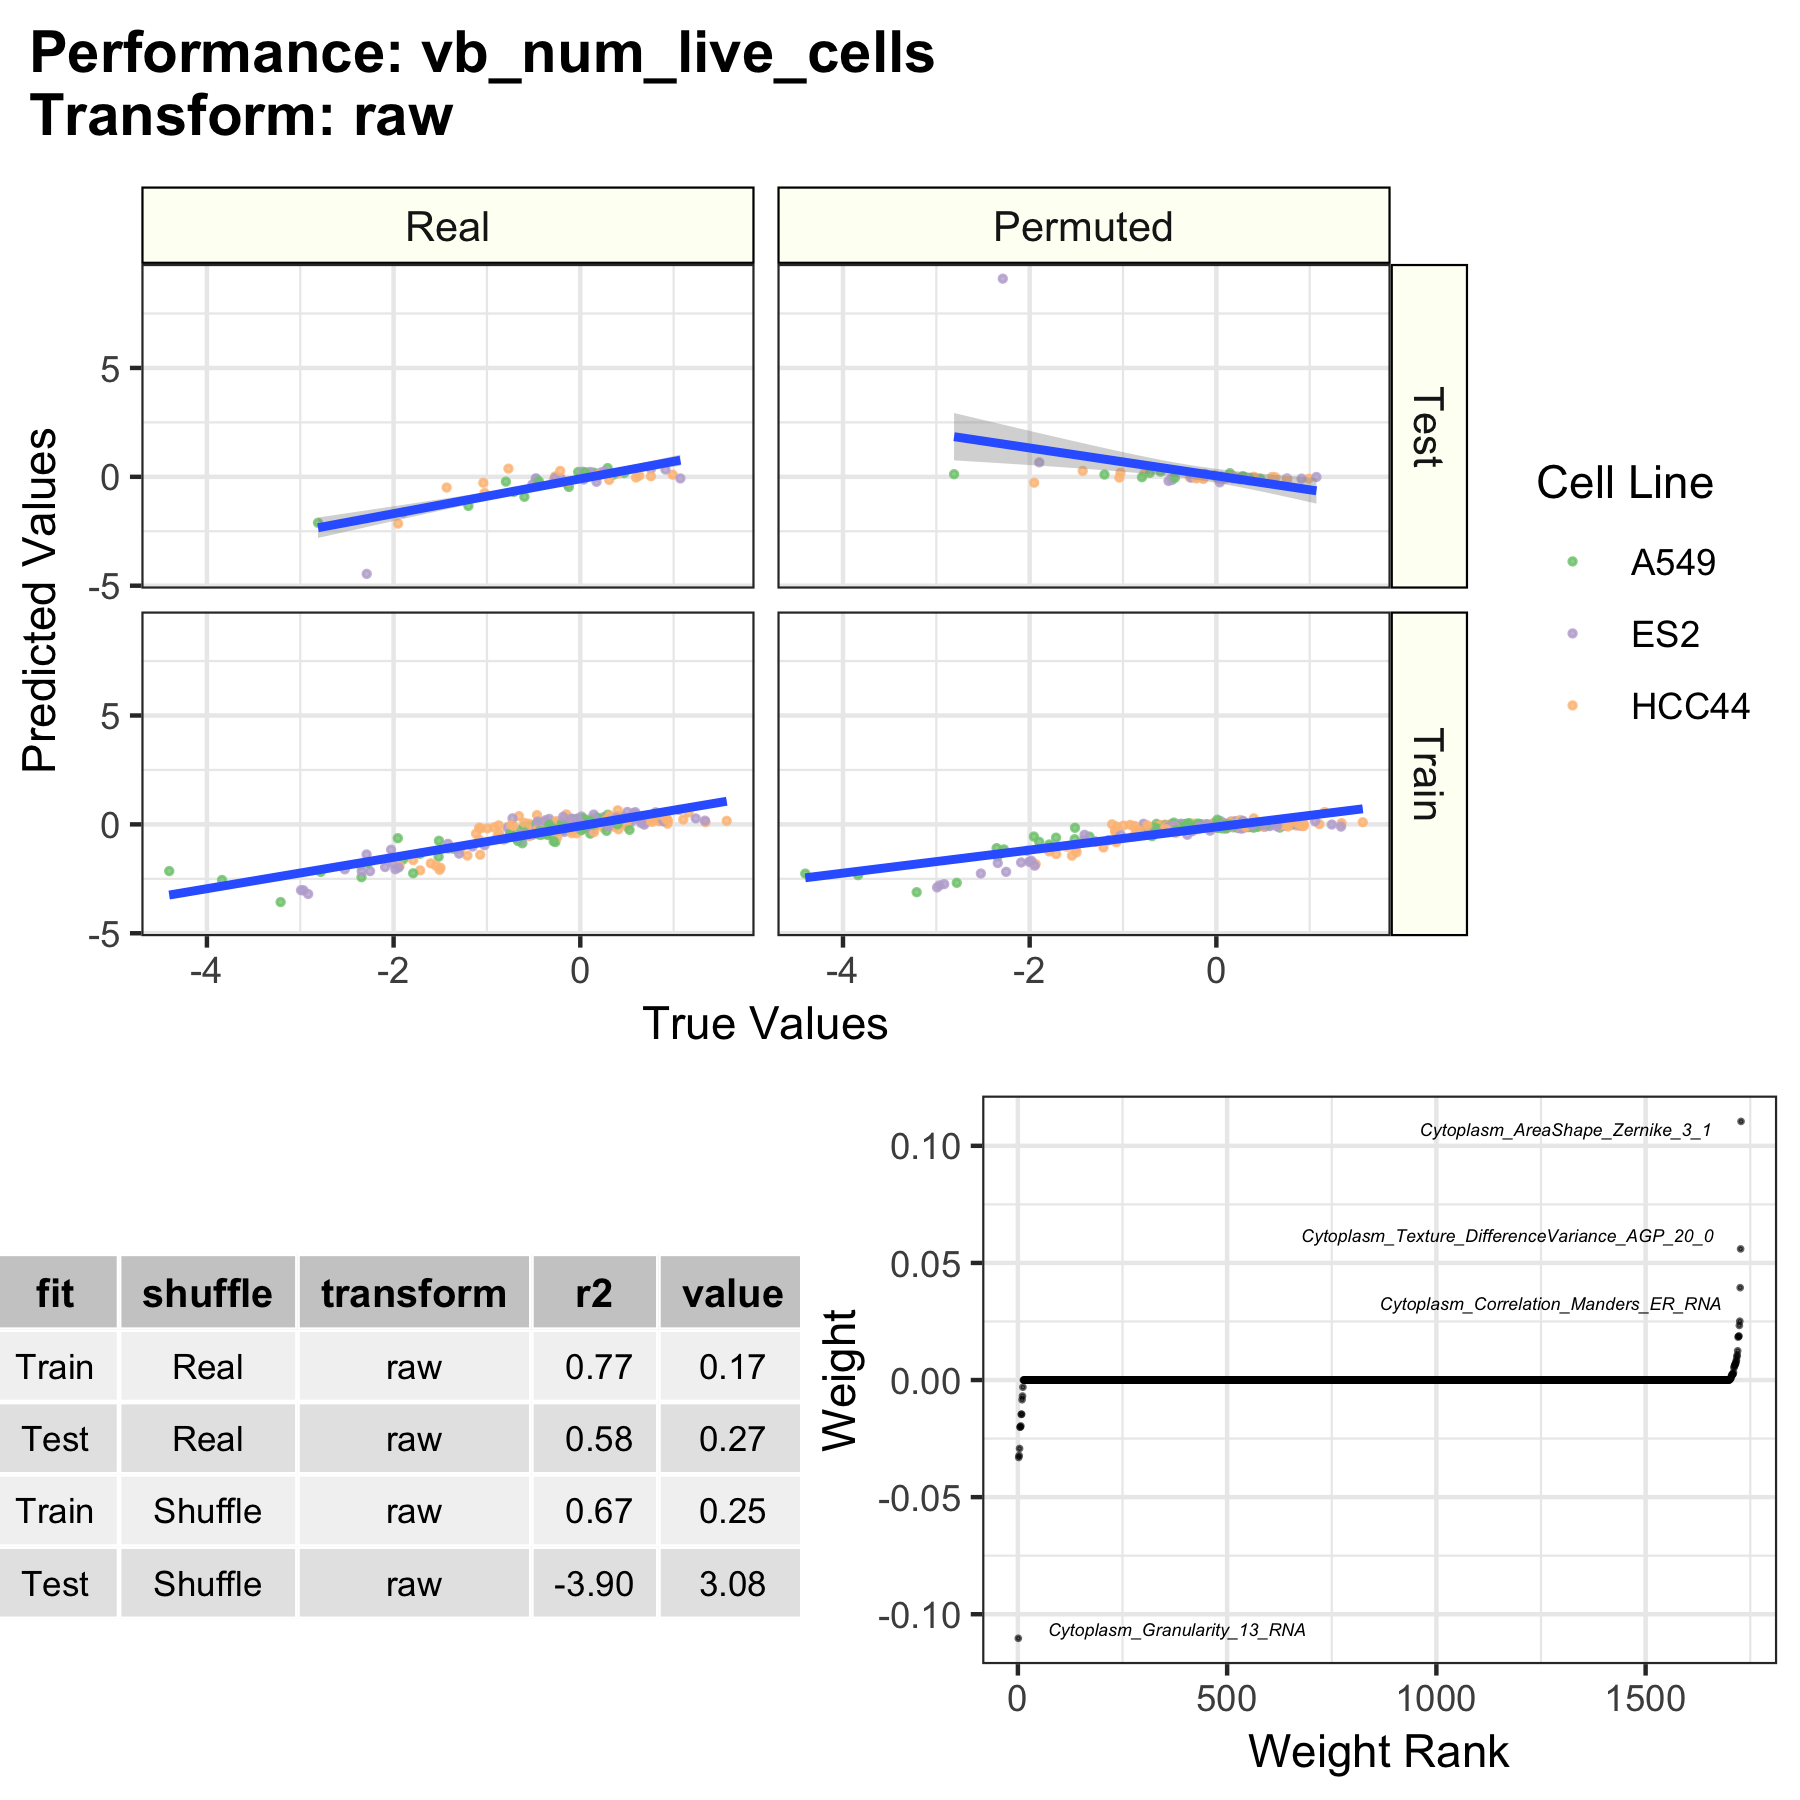 Performance: vb_num_live_cells
Transform: raw
Real
Permuted
5
0
-5
Test
5
0
-5
Train
-4
-2
0
-4
-2
0
Predicted Values
True Values
Cell Line
A549
ES2
HCC44
fit shuffle transform r2 value
Train Real raw 0.77 0.17
Test Real raw 0.58 0.27
Train Shuffle raw 0.67 0.25
Test Shuffle raw -3.90 3.08
Weight
0.10
0.05
0.00
-0.05
-0.10
Cytoplasm_AreaShape_Zernike_3_1
Cytoplasm_Texture_DifferenceVariance_AGP_20_0
Cytoplasm_Correlation_Manders_ER_RNA
Cytoplasm_Granularity_13_RNA
0
500
1000
1500
Weight Rank